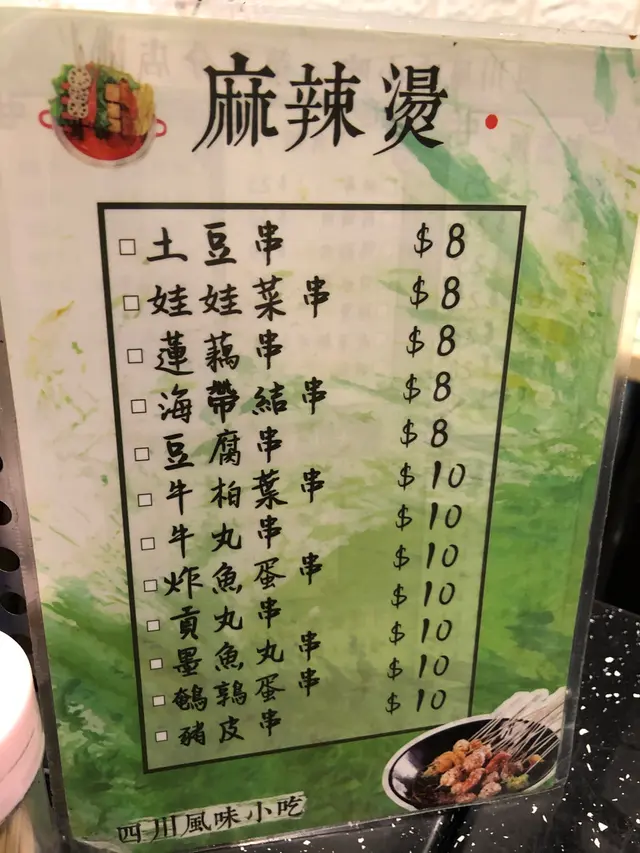 麻辣燙
土豆串 $8
娃娃菜串 $8
蓮藕串 $8
海帶結串 $8
豆腐串 $8
牛柏葉串 $10
牛丸串 $10
炸魚蛋串 $10
貢丸串 $10
墨魚丸串 $10
鵪鶉蛋串 $10
豬皮串 $10
四川風味小吃